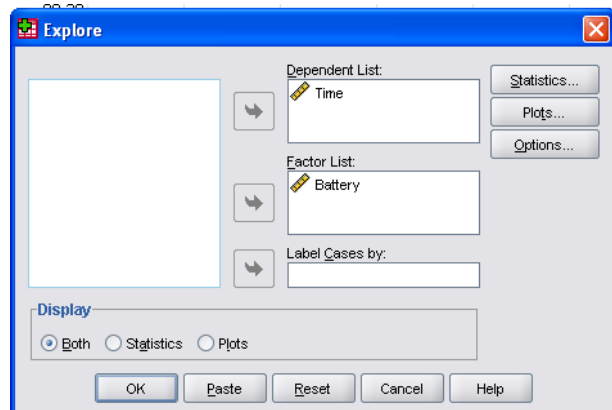 Explore
Dependent List:
Time
Statistics...
Plots...
Options...
Factor List:
Battery
Label Cases by:
Display
Both
Statistics
Plots
OK
Paste
Reset
Cancel
Help